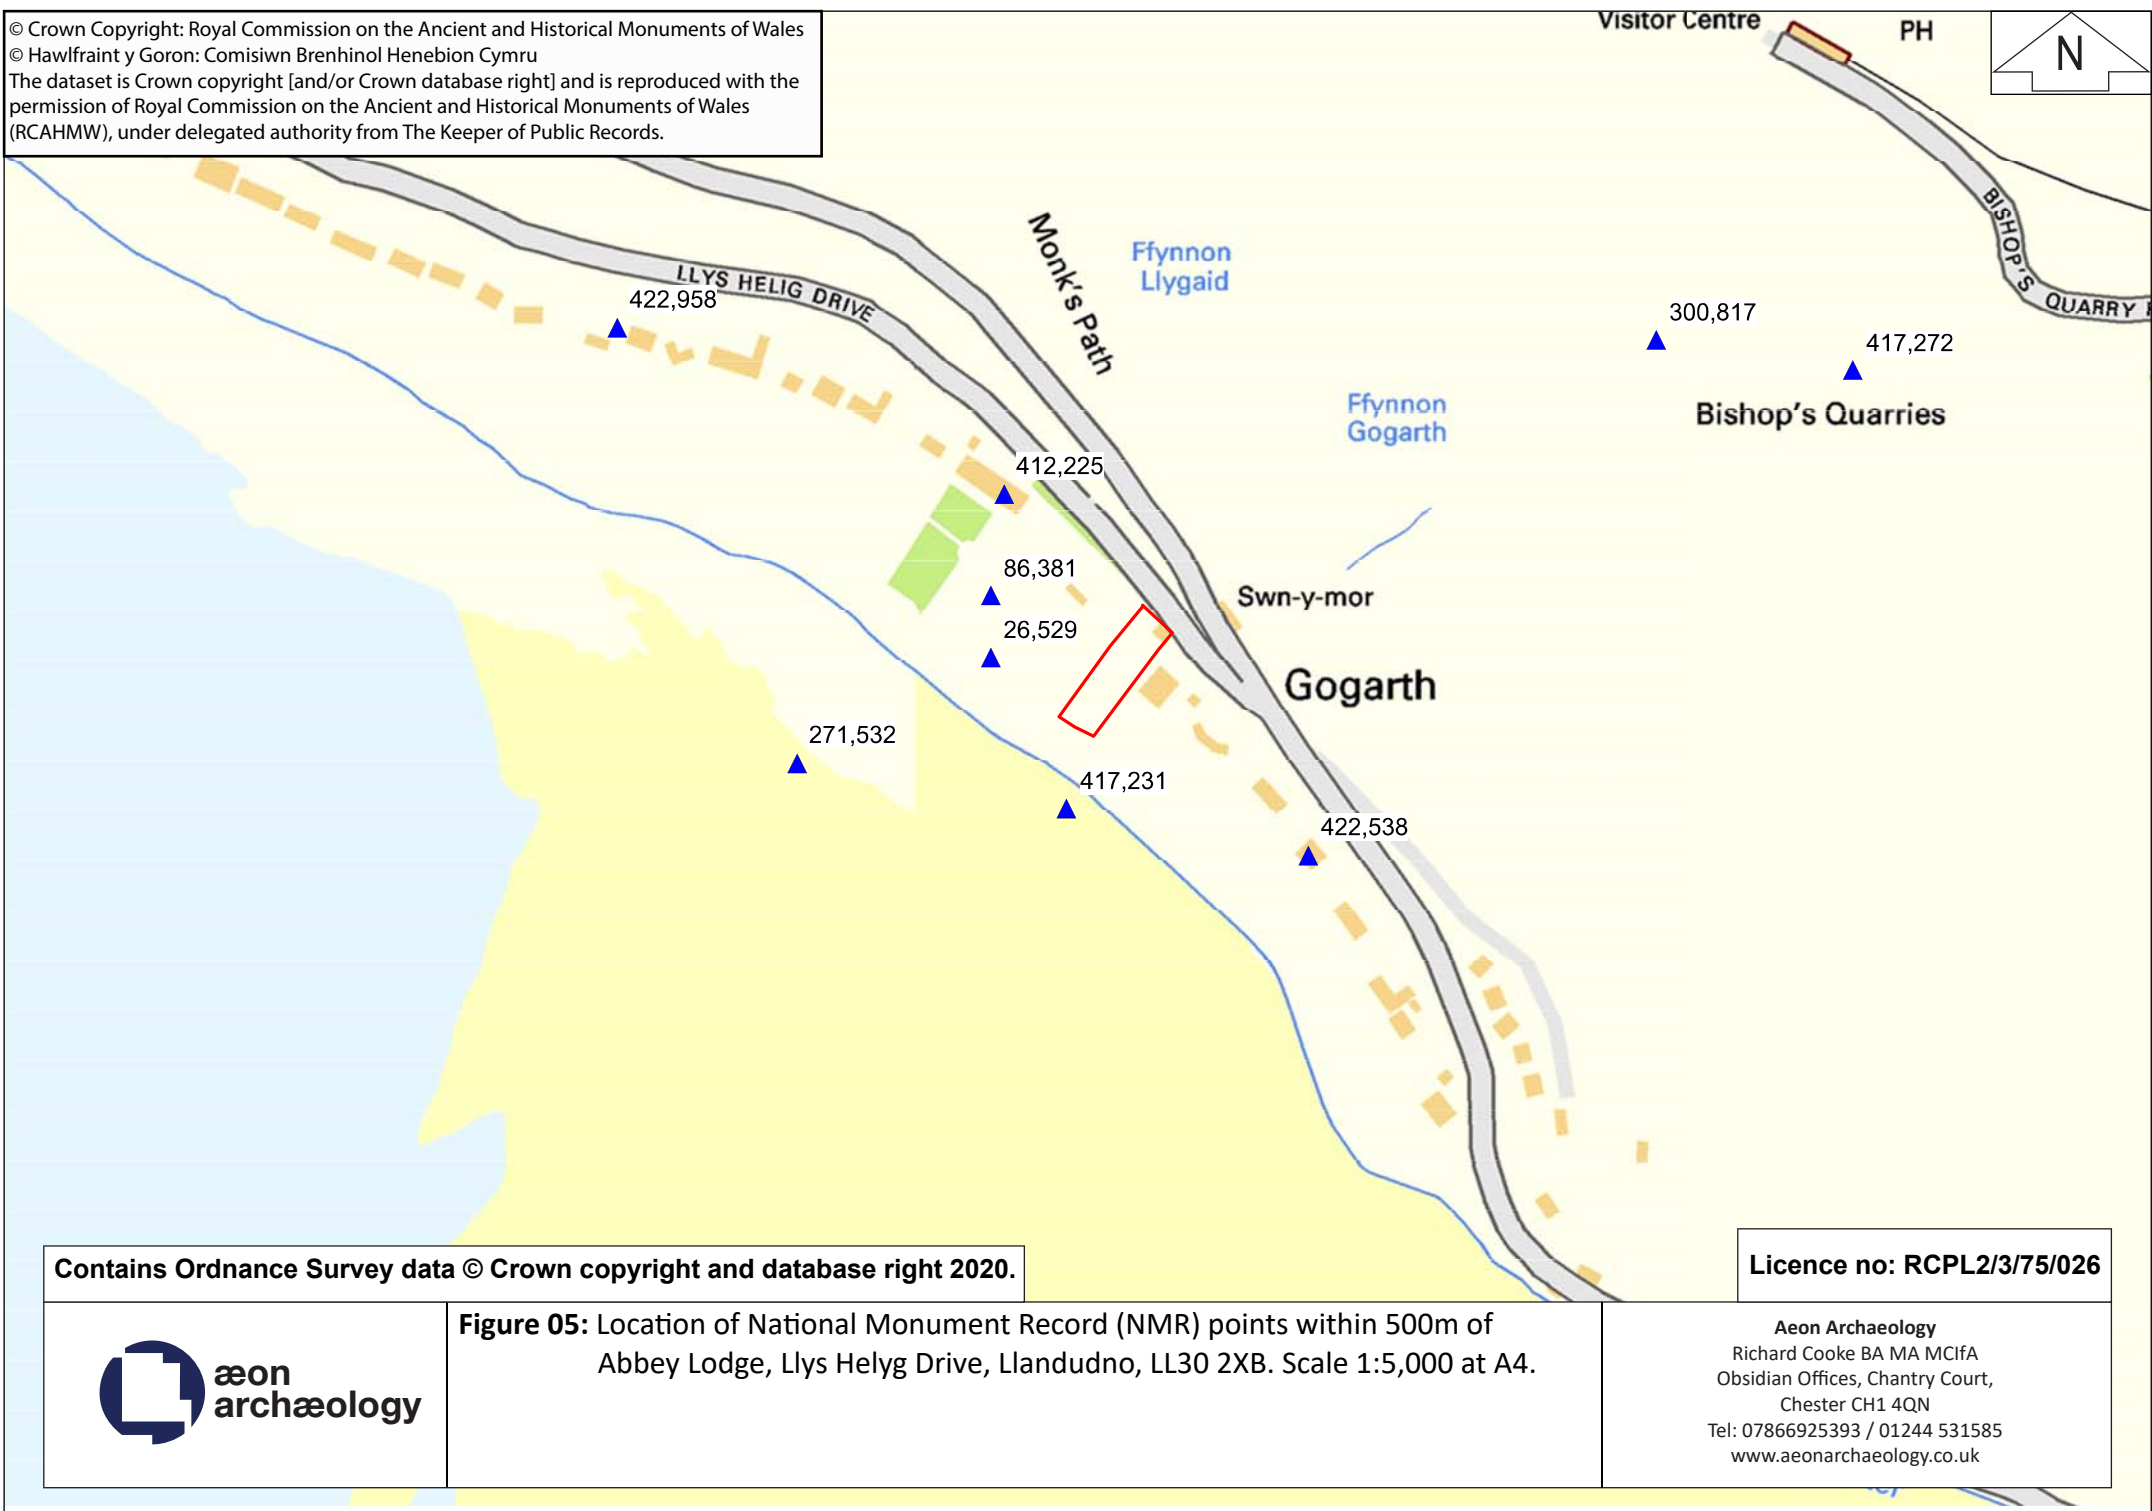 © Crown Copyright: Royal Commission on the Ancient and Historical Monuments of Wales
© Hawlfraint y Goron: Comisiwn Brenhinol Henebion Cymru
The dataset is Crown copyright [and/or Crown database right] and is reproduced with the
permission of Royal Commission on the Ancient and Historical Monuments of Wales
(RCAHMW), under delegated authority from The Keeper of Public Records.
Visitor Centre
PH
N
BISHOP'S QUARRY
Monk's Path
Ffynnon
Llygaid
LLYS HELIG DRIVE
422,958
300,817
417,272
Bishop's Quarries
Ffynnon
Gogarth
412,225
86,381
Swn-y-mor
26,529
Gogarth
271,532
417,231
422,538
Contains Ordnance Survey data © Crown copyright and database right 2020.
Licence no: RCPL2/3/75/026
æon
archæology
Figure 05: Location of National Monument Record (NMR) points within 500m of
Abbey Lodge, Llys Helyg Drive, Llandudno, LL30 2XB. Scale 1:5,000 at A4.
Aeon Archaeology
Richard Cooke BA MA MCIfA
Obsidian Offices, Chantry Court,
Chester CH1 4QN
Tel: 07866925393 / 01244 531585
www.aeonarchaeology.co.uk